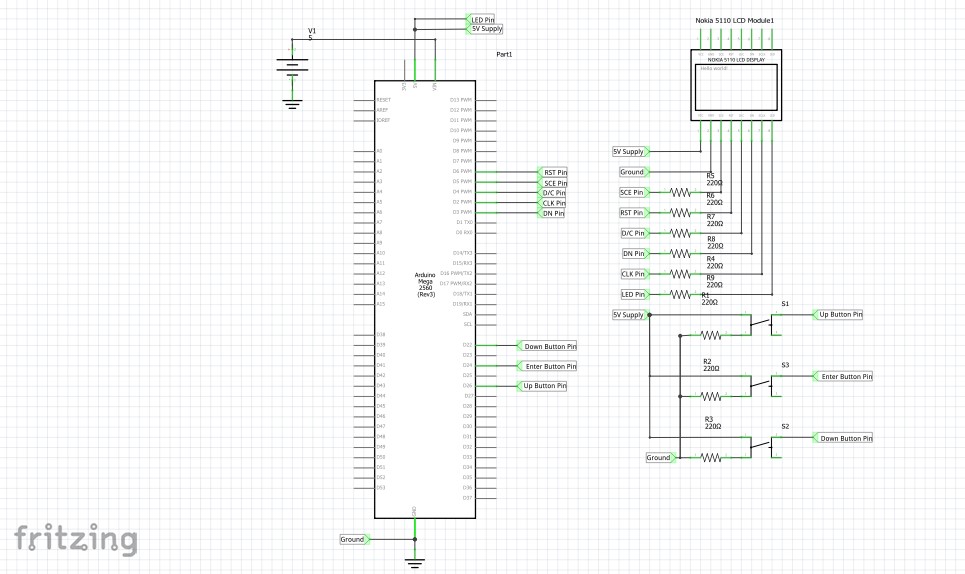 LED Pin
5V Supply
V1
5
Nokia 5110 LCD Module1
Part1
3V3
5V
VIN
NOKIA 5110 LCD DISPLAY
Hello world!
RESET
AREF
IOREF
A0
A1
A2
A3
A4
A5
A6
A7
A8
A9
A10
A11
A12
A13
A14
A15
D38
D39
D40
D41
D42
D43
D44
D45
D46
D47
D48
D49
D50
D51
D52
D53
Arduino
Mega
2560
(Rev3)
D13 PWM
D12 PWM
D11 PWM
D10 PWM
D9 PWM
D8 PWM
D7 PWM
D6 PWM
D5 PWM
D4 PWM
D2 PWM
D3 PWM
D1 TX0
D0 RX0
D14/TX3
D15/RX3
D16 PWM/TX2
D17 PWM/RX2
D18/TX1
D19/RX1
SDA
SCL
D22
D23
D24
D25
D26
D27
D28
D29
D30
D31
D32
D33
D34
D35
D36
D37
GND
RST Pin
SCE Pin
D/C Pin
CLK Pin
DN Pin
Down Button Pin
Enter Button Pin
Up Button Pin
Ground
5V Supply
Ground
R5
220Ω
SCE Pin
R6
220Ω
RST Pin
R7
220Ω
D/C Pin
R8
220Ω
DN Pin
R4
220Ω
CLK Pin
R9
220Ω
LED Pin
R1
220Ω
5V Supply
S1
Up Button Pin
R2
220Ω
S3
Enter Button Pin
R3
220Ω
S2
Down Button Pin
Ground
fritzing